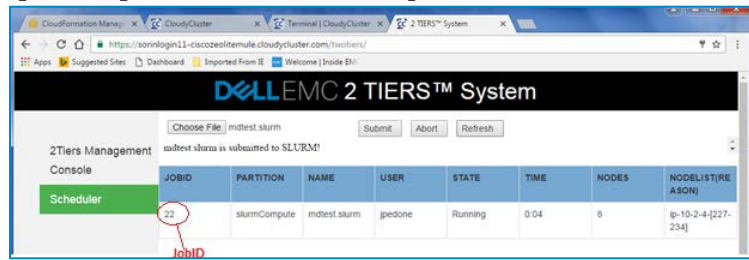 CloudFormation Manag
CloudyCluster
Terminal | CloudyCluster
2 TIERS™ System
https://sorinlogin11-ciscozeolitemule.cloudycluster.com/twotiers/
Apps
Suggested Sites
Dashboard
Imported From IE
Welcome | Inside EM
DELLEMC 2 TIERS™ System
Choose File mdtest.slurm
Submit
Abort
Refresh
mdtest.slurm is submitted to SLURM!
2Tiers Management
Console
Scheduler
JOBID PARTITION NAME USER STATE TIME NODES NODELIST(RE
ASON)
22 slurmCompute mdtest.slurm jpedone Running 0:04 8 ip-10-2-4-[227-
234]
JobID